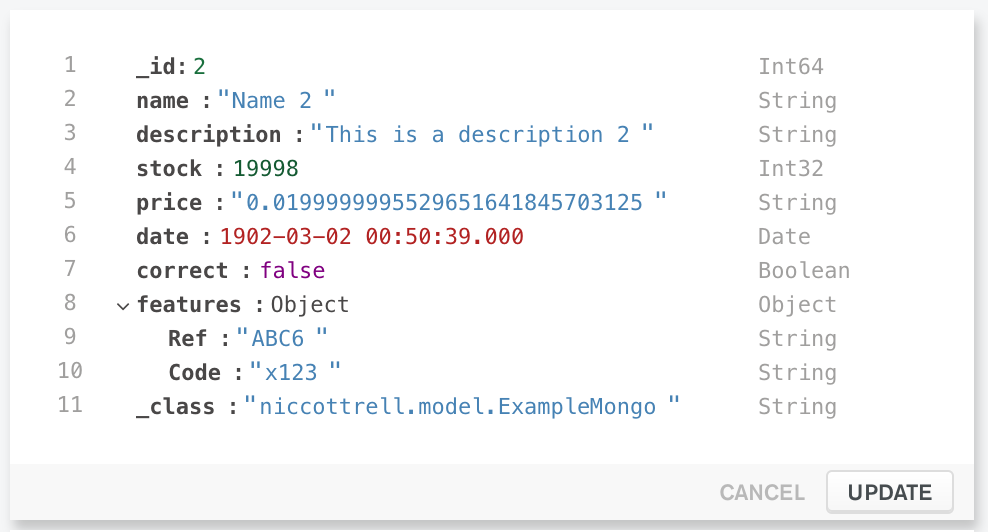 1 _id: 2 Int64
2 name : "Name 2 " String
3 description : "This is a description 2 " String
4 stock : 19998 Int32
5 price : "0.01999999955296516418457​03125 " String
6 date : 1902-03-02 00:50:39.000 Date
7 correct : false Boolean
8 features : Object Object
9 Ref : "ABC6 " String
10 Code : "x123 " String
11 _class : "niccottrell.model.ExampleMongo " String
CANCEL UPDATE